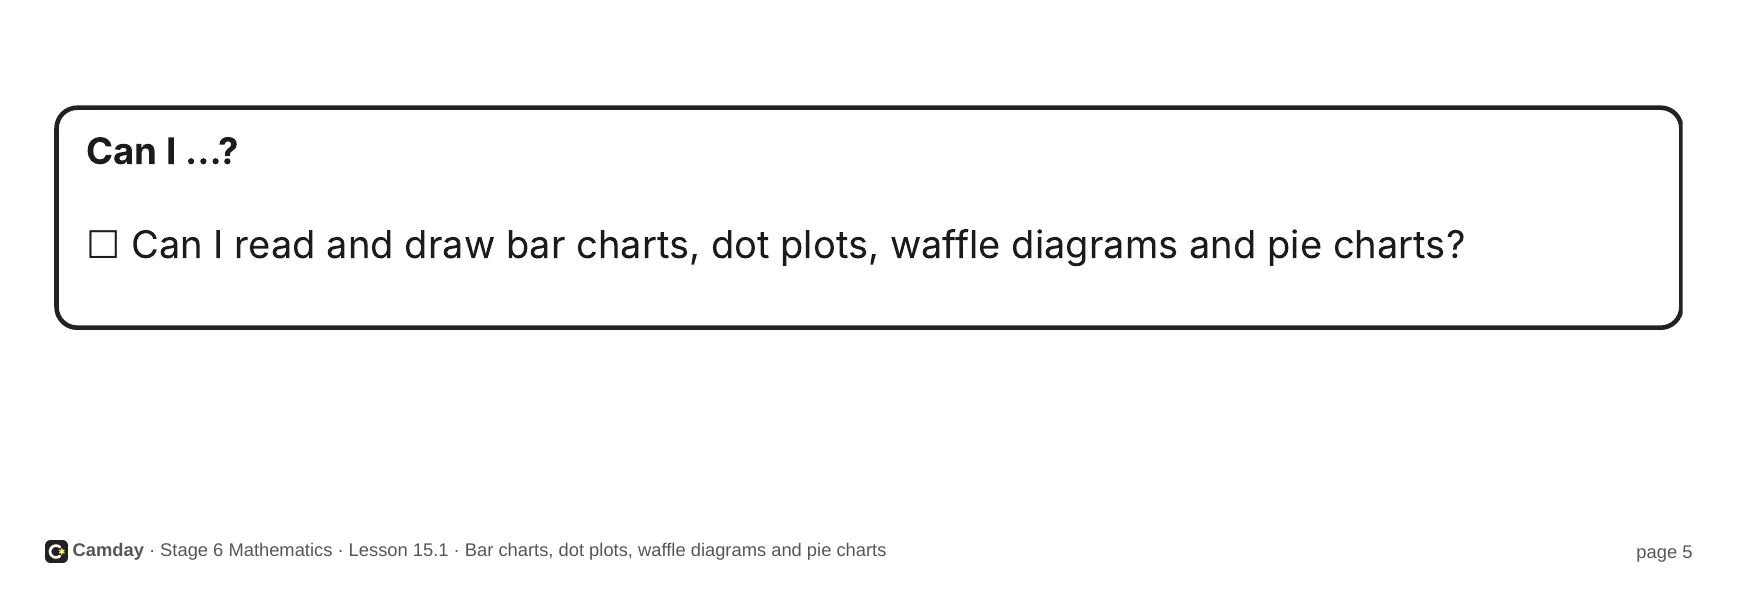 Can I …?
☐ Can I read and draw bar charts, dot plots, waffle diagrams and pie charts?
Camday · Stage 6 Mathematics · Lesson 15.1 · Bar charts, dot plots, waffle diagrams and pie charts
page 5